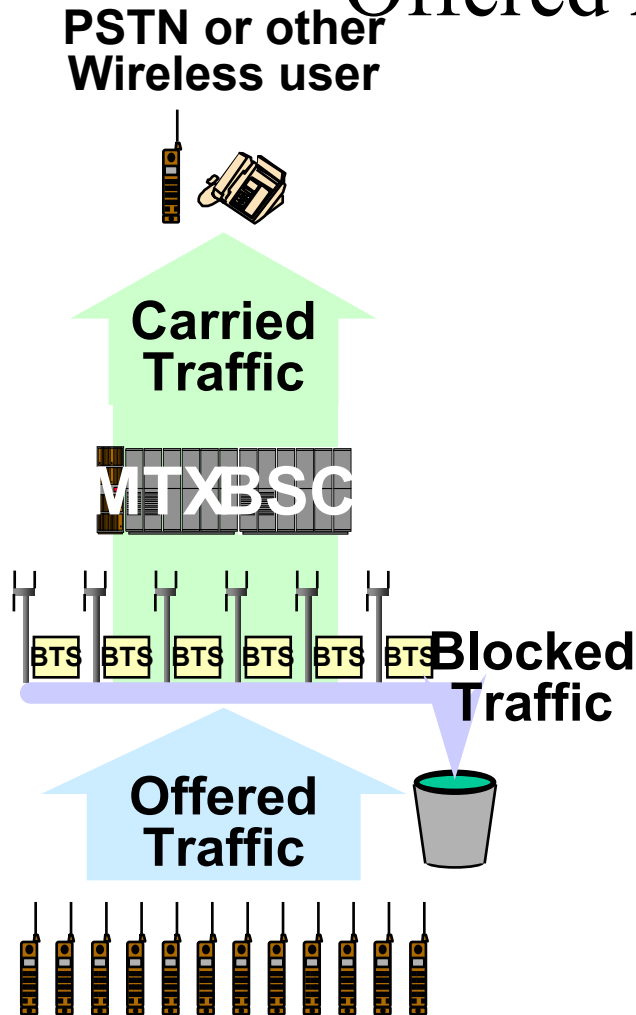 Offered
PSTN or other
Wireless user
Carried
Traffic
MTX BSC
BTS BTS BTS BTS BTS BTS
Blocked
Traffic
Offered
Traffic